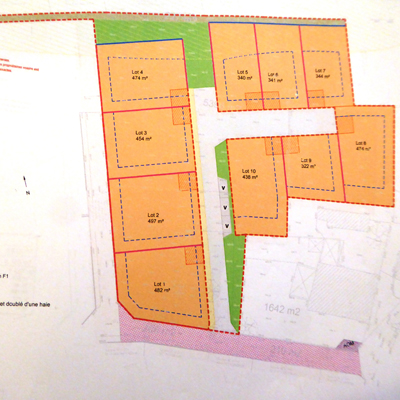 Lot 4
474 m²
Lot 5
340 m²
Lot 6
341 m²
Lot 7
344 m²
Lot 3
454 m²
Lot 8
474 m²
Lot 9
322 m²
Lot 10
438 m²
N
V
V
V
Lot 2
497 m²
F1
Lot 1
482 m²
et doublé d'une haie
1642 m2